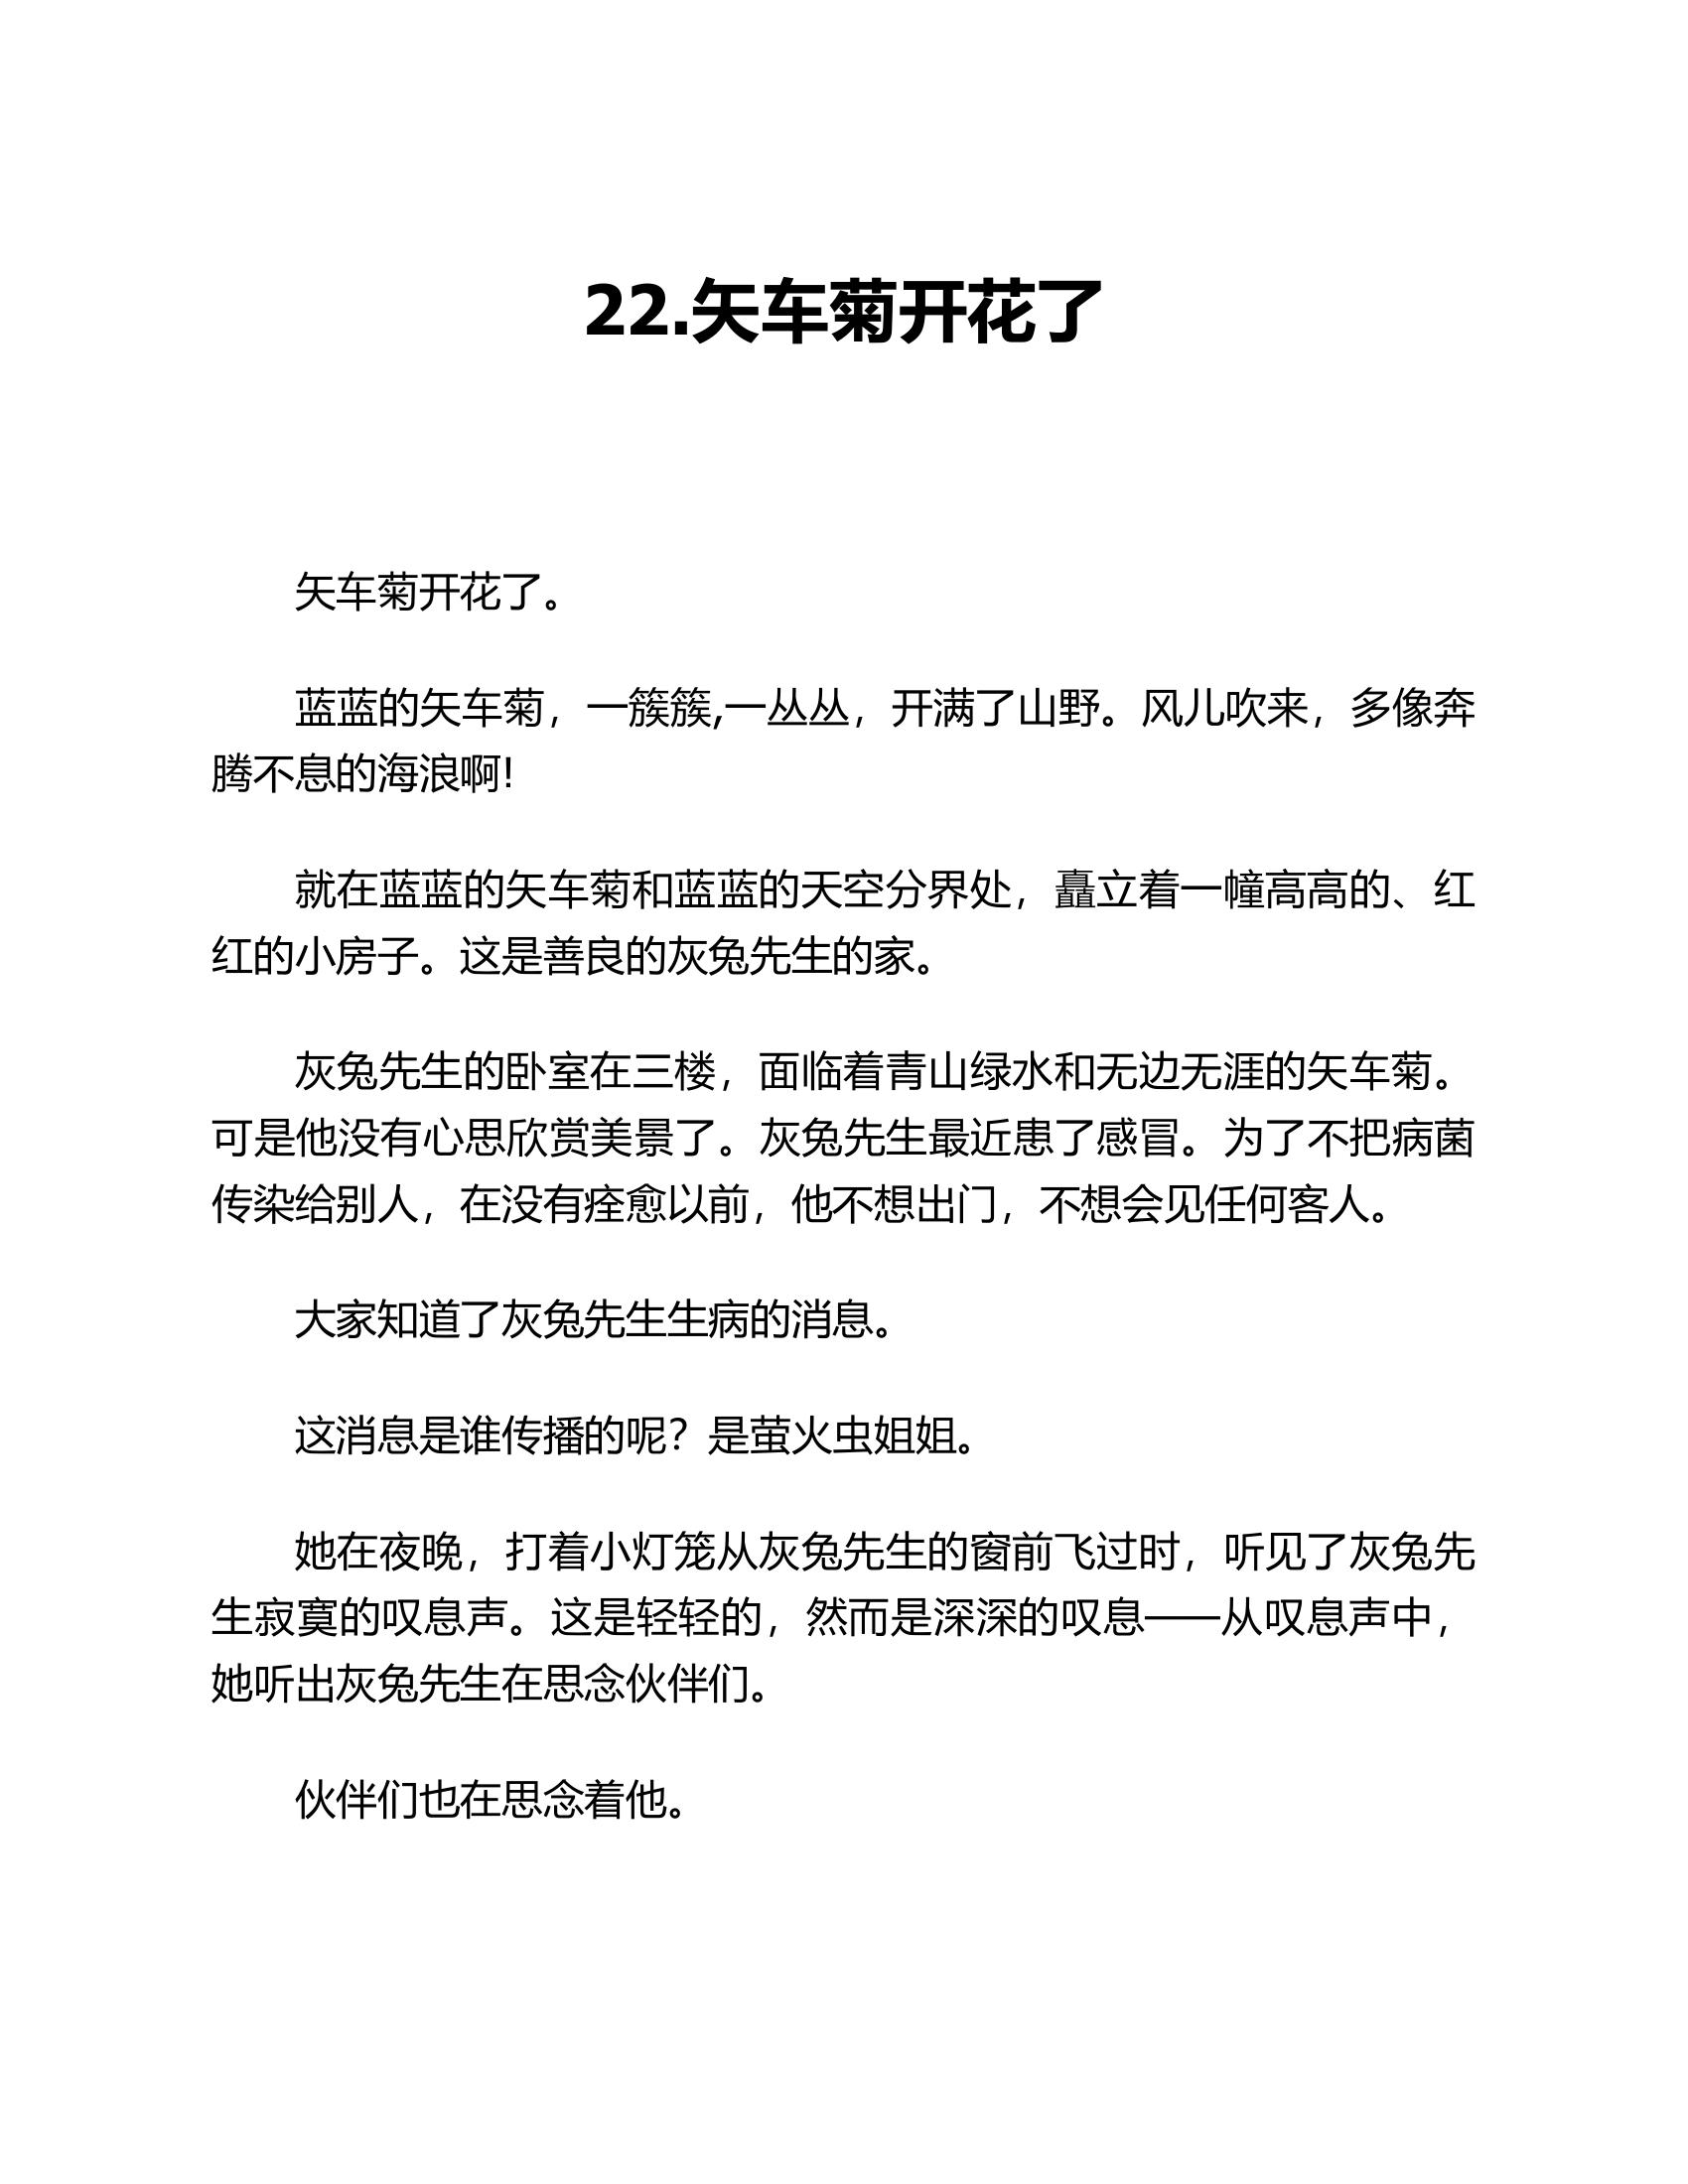 22.矢车菊开花了
矢车菊开花了。
蓝蓝的矢车菊，一簇簇,一丛丛，开满了山野。风儿吹来，多像奔
腾不息的海浪啊!
就在蓝蓝的矢车菊和蓝蓝的天空分界处，矗立着一幢高高的、红
红的小房子。这是善良的灰兔先生的家。
灰兔先生的卧室在三楼，面临着青山绿水和无边无涯的矢车菊。
可是他没有心思欣赏美景了。灰兔先生最近患了感冒。为了不把病菌
传染给别人，在没有痊愈以前，他不想出门，不想会见任何客人。
大家知道了灰兔先生生病的消息。
这消息是谁传播的呢？是萤火虫姐姐。
她在夜晚，打着小灯笼从灰兔先生的窗前飞过时，听见了灰兔先
生寂寞的叹息声。这是轻轻的，然而是深深的叹息——从叹息声中，
她听出灰兔先生在思念伙伴们。
伙伴们也在思念着他。